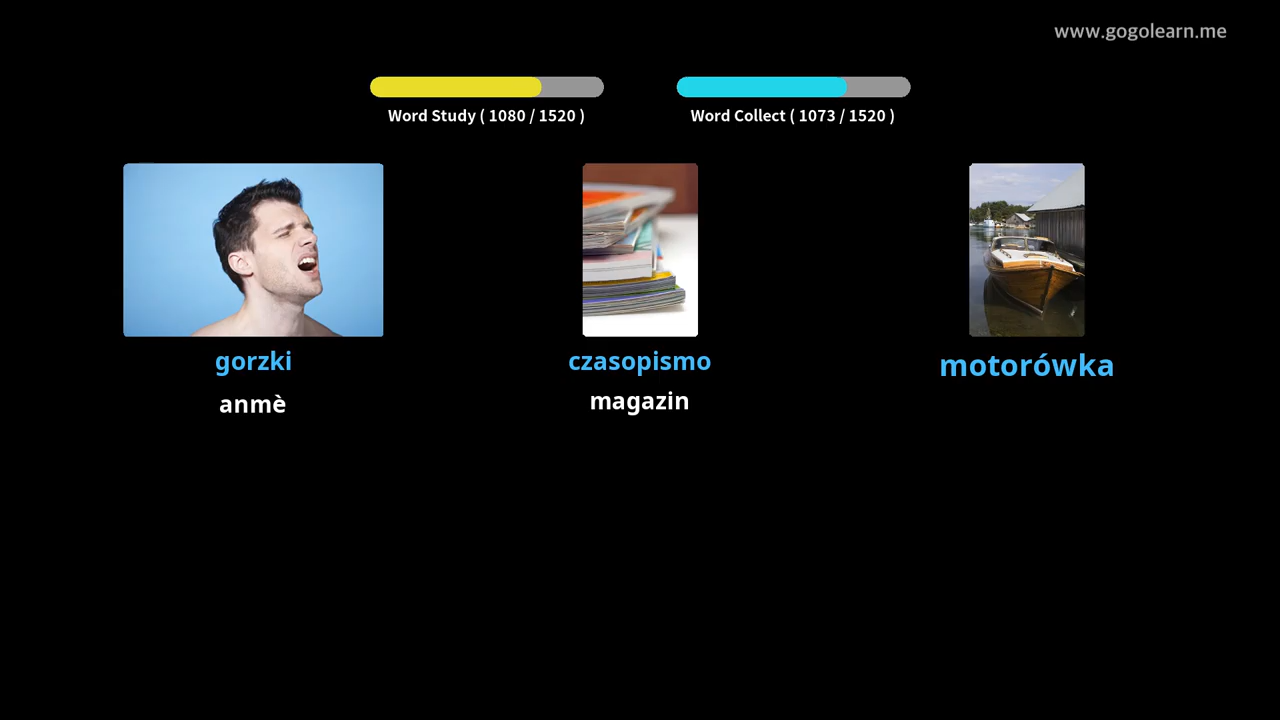 www.gogolearn.me
Word Study ( 1080 / 1520 )
Word Collect ( 1073 / 1520 )
gorzki
anmè
czasopismo
magazin
motorówka